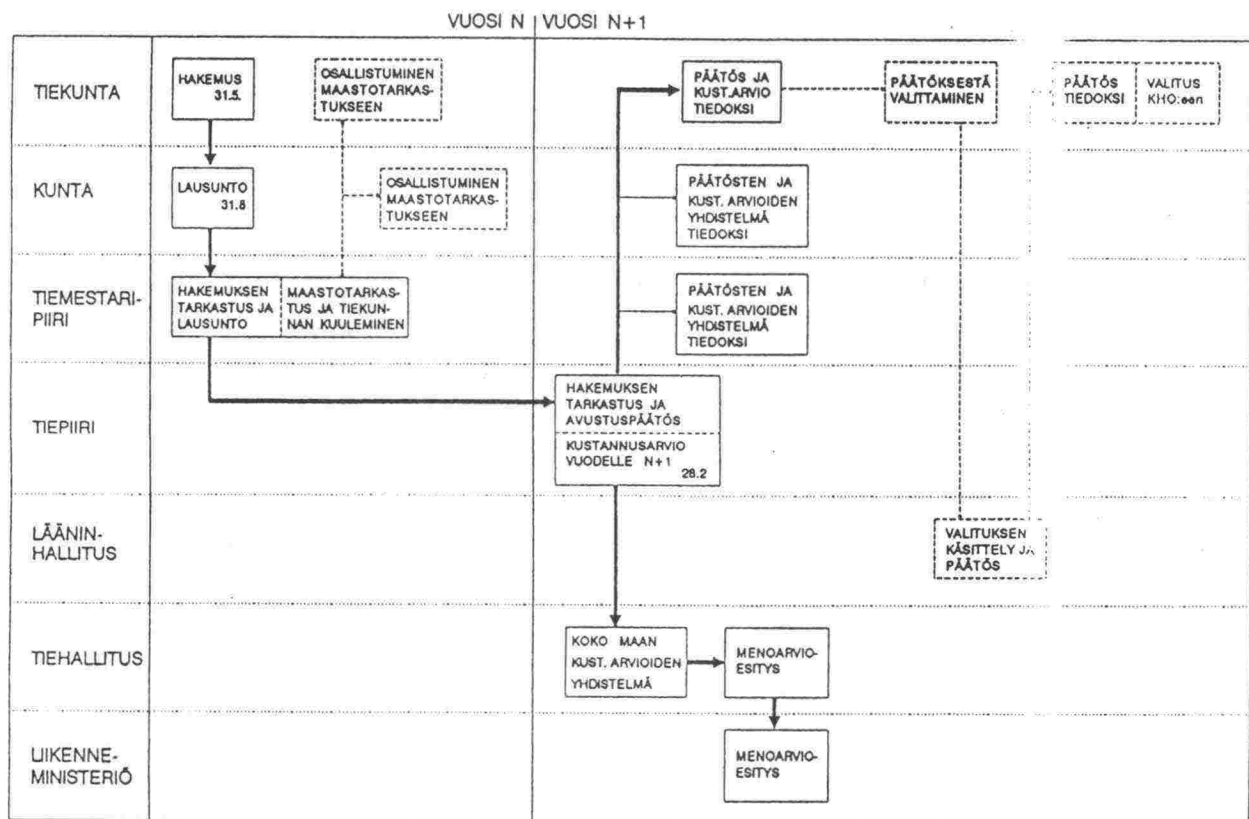 VUOSI N VUOSI N+1
TIEKUNTA
HAKEMUS
31.5.
OSALLISTUMINEN
MAASTOTARKAS-
TUKSEEN
PÄÄTÖS JA
KUST.ARVIO
TIEDOKSI
PÄÄTÖKSESTÄ
VALITTAMINEN
PÄÄTÖS
TIEDOKSI
VALITUS
KHO:een
KUNTA
LAUSUNTO
31.8
OSALLISTUMINEN
MAASTOTARKAS-
TUKSEEN
PÄÄTÖSTEN JA
KUST. ARVIOIDEN
YHDISTELMÄ
TIEDOKSI
TIEMESTARI-
PIIRI
HAKEMUKSEN
TARKASTUS JA
LAUSUNTO
MAASTOTARKAS-
TUS JA TIEKUN-
NAN KUULEMINEN
PÄÄTÖSTEN JA
KUST. ARVIOIDEN
YHDISTELMÄ
TIEDOKSI
TIEPIIRI
HAKEMUKSEN
TARKASTUS JA
AVUSTUSPÄÄTÖS
KUSTANNUSARVIO
VUODELLE N+1
28.2
LÄÄNIN-
HALLITUS
VALITUKSEN
KÄSITTELY JA
PÄÄTÖS
TIEHALLITUS
KOKO MAAN
KUST. ARVIOIDEN
YHDISTELMÄ
MENOARVIO-
ESITYS
LIIKENNE-
MINISTERIÖ
MENOARVIO-
ESITYS